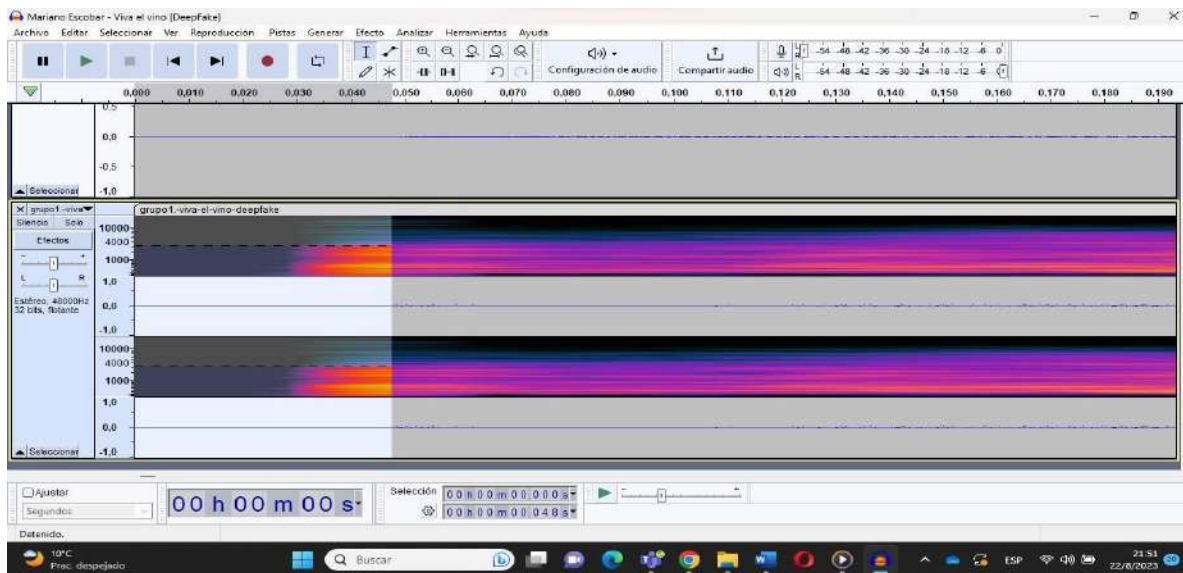 Mariano Escobar - Viva el vino [DeepFake]
Archivo Editar Seleccionar Ver Reproducción Pistas Generar Efecto Analizar Herramientas Ayuda
-54 -48 -42 -36 -30 -24 -18 -12 -6 0
Configuración de audio Compartir audio
L R -54 -48 -42 -36 -30 -24 -18 -12 -6
0,000 0,010 0,020 0,030 0,040 0,050 0,060 0,070 0,080 0,090 0,100 0,110 0,120 0,130 0,140 0,150 0,160 0,170 0,180 0,190
0,5
0,0
-0,5
Seleccionar -1,0
grupo1.-viva grupo1.-viva-el-vino-deepfake
Silencio Solo
10000
Efectos 4000
- + 1000
L R 1,0
Estéreo, 48000Hz 0,0
32 bits, flotante
-1,0
10000
4000
1000
1,0
0,0
Seleccionar -1,0
Ajustar
Segundos
00 h 00 m 00 s
Selección 00 h 00 m 00.000 s
00 h 00 m 00.048 s
- +
Detenido.
10°C
Prac. despejado
Buscar
ESP
21:51
22/8/2023